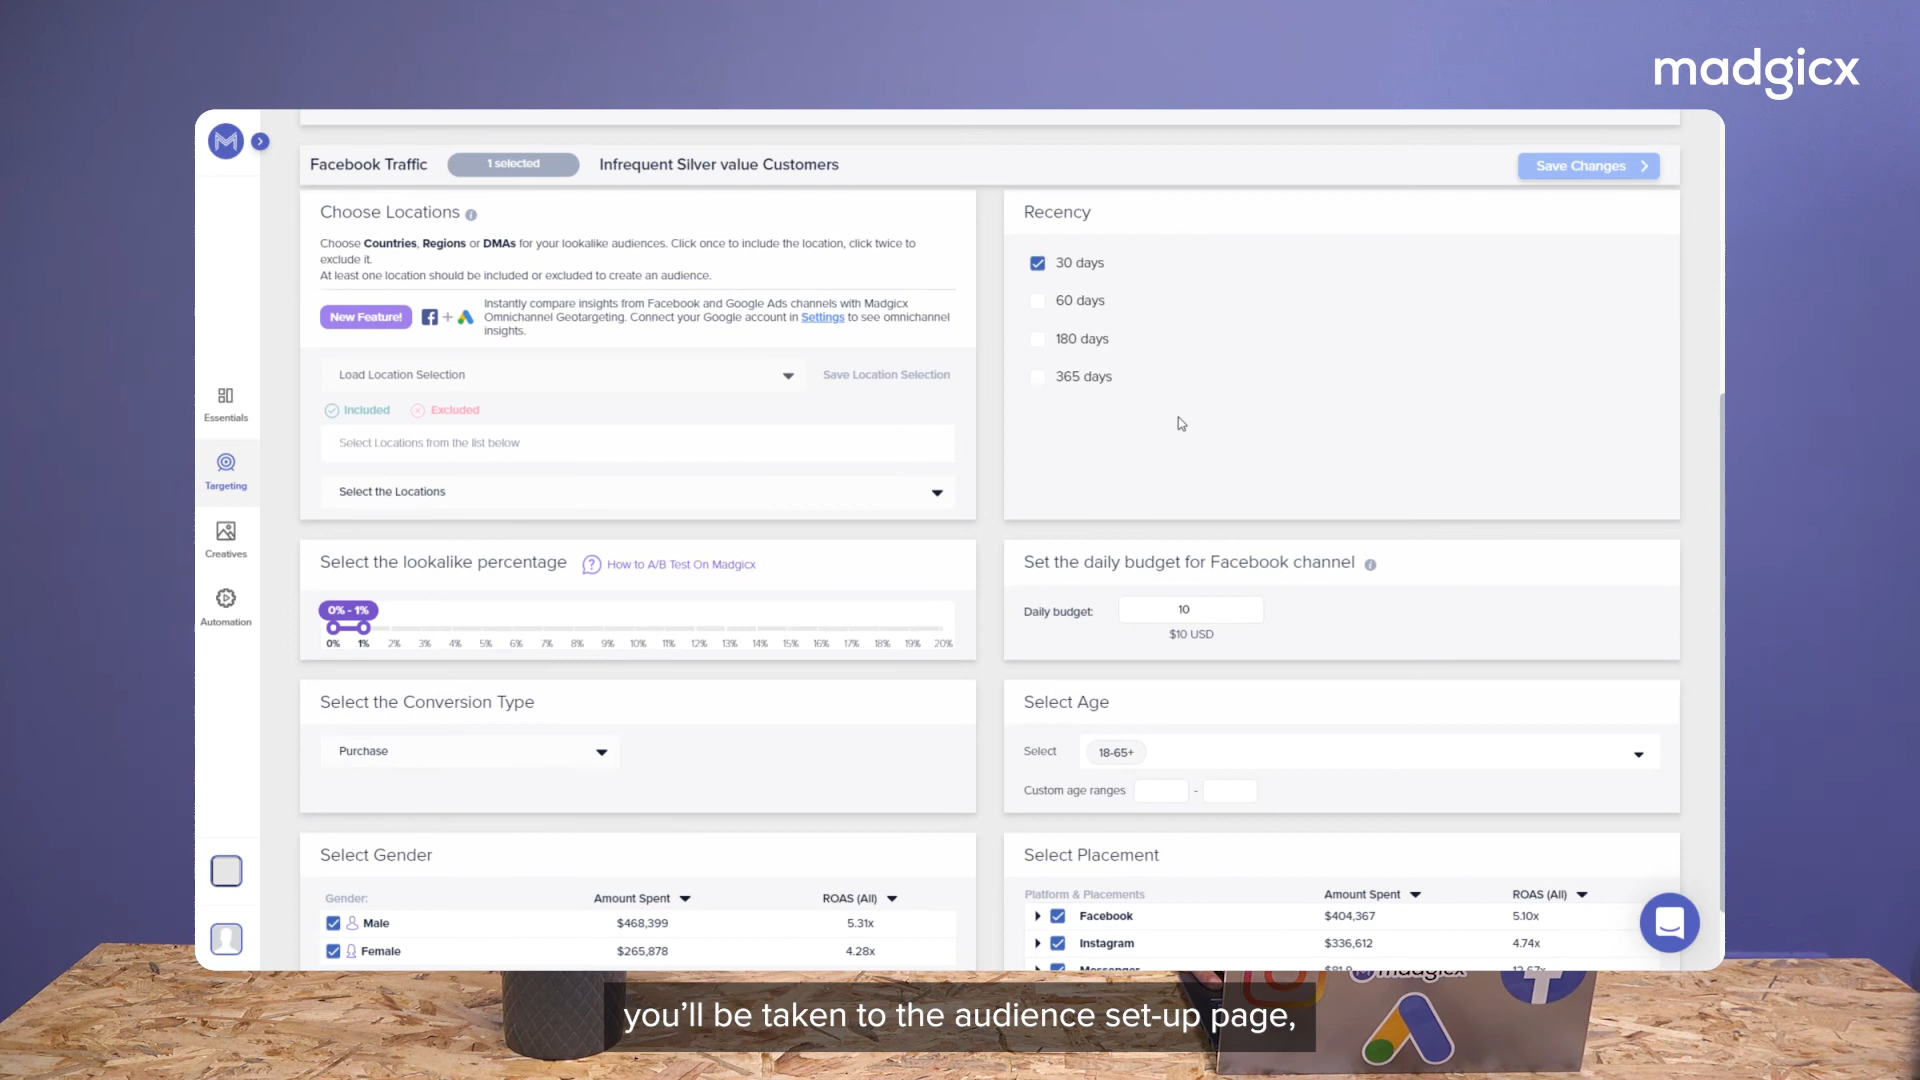 madgicx
Facebook Traffic 1 selected Infrequent Silver value Customers Save Changes
Choose Locations
Choose Countries, Regions or DMAs for your lookalike audiences. Click once to include the location, click twice to
exclude it.
At least one location should be included or excluded to create an audience.
New Feature! + Instantly compare insights from Facebook and Google Ads channels with Madgicx
Omnichannel Geotargeting. Connect your Google account in Settings to see omnichannel
insights.
Load Location Selection Save Location Selection
Included Excluded
Select Locations from the list below
Select the Locations
Recency
30 days
60 days
180 days
365 days
Essentials
Targeting
Creatives
Automation
Select the lookalike percentage How to A/B Test On Madgicx
0% - 1%
0% 1% 2% 3% 4% 5% 6% 7% 8% 9% 10% 11% 12% 13% 14% 15% 16% 17% 18% 19% 20%
Set the daily budget for Facebook channel
Daily budget: 10
$10 USD
Select the Conversion Type
Purchase
Select Age
Select 18-65+
Custom age ranges -
Select Gender
Gender: Amount Spent ROAS (All)
Male $468,399 5.31x
Female $265,878 4.28x
Select Placement
Platform & Placements Amount Spent ROAS (All)
Facebook $404,367 5.10x
Instagram $336,612 4.74x
Messenger
madgicx
you'll be taken to the audience set-up page,